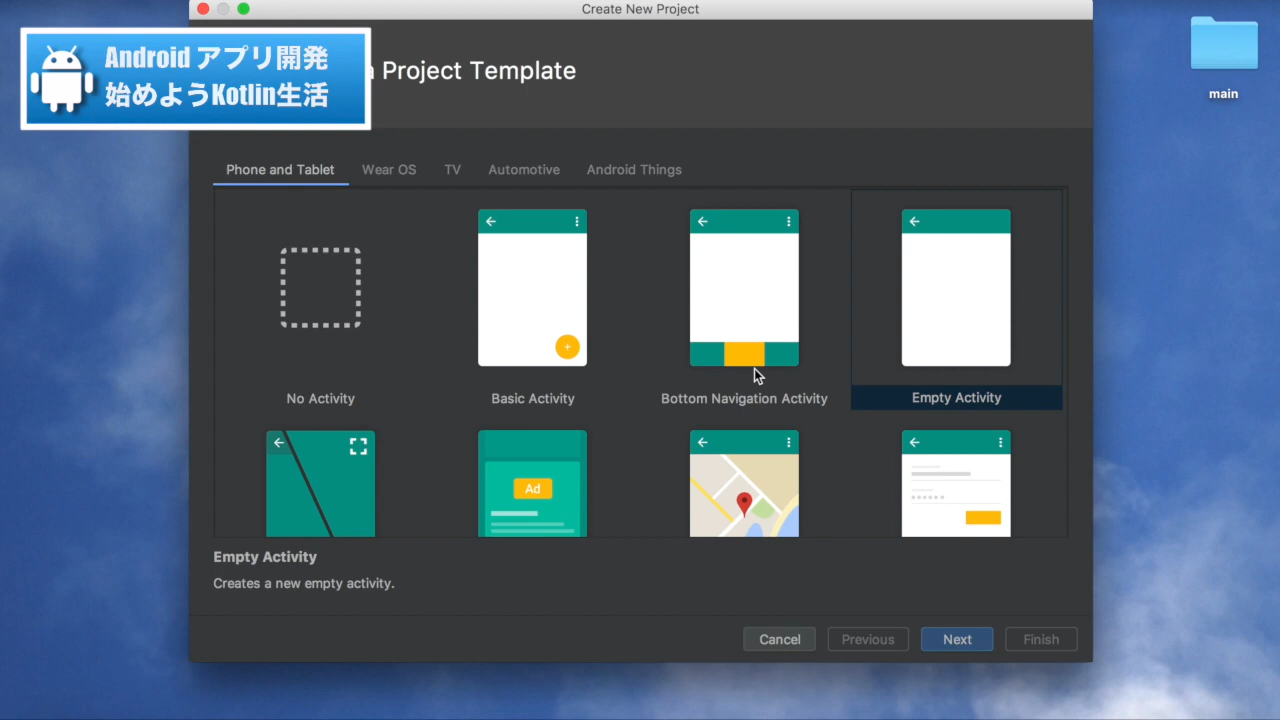 Create New Project
Android アプリ開発
始めようKotlin生活
Project Template
main
Phone and Tablet
Wear OS
TV
Automotive
Android Things
No Activity
Basic Activity
Bottom Navigation Activity
Empty Activity
Ad
Empty Activity
Creates a new empty activity.
Cancel
Previous
Next
Finish